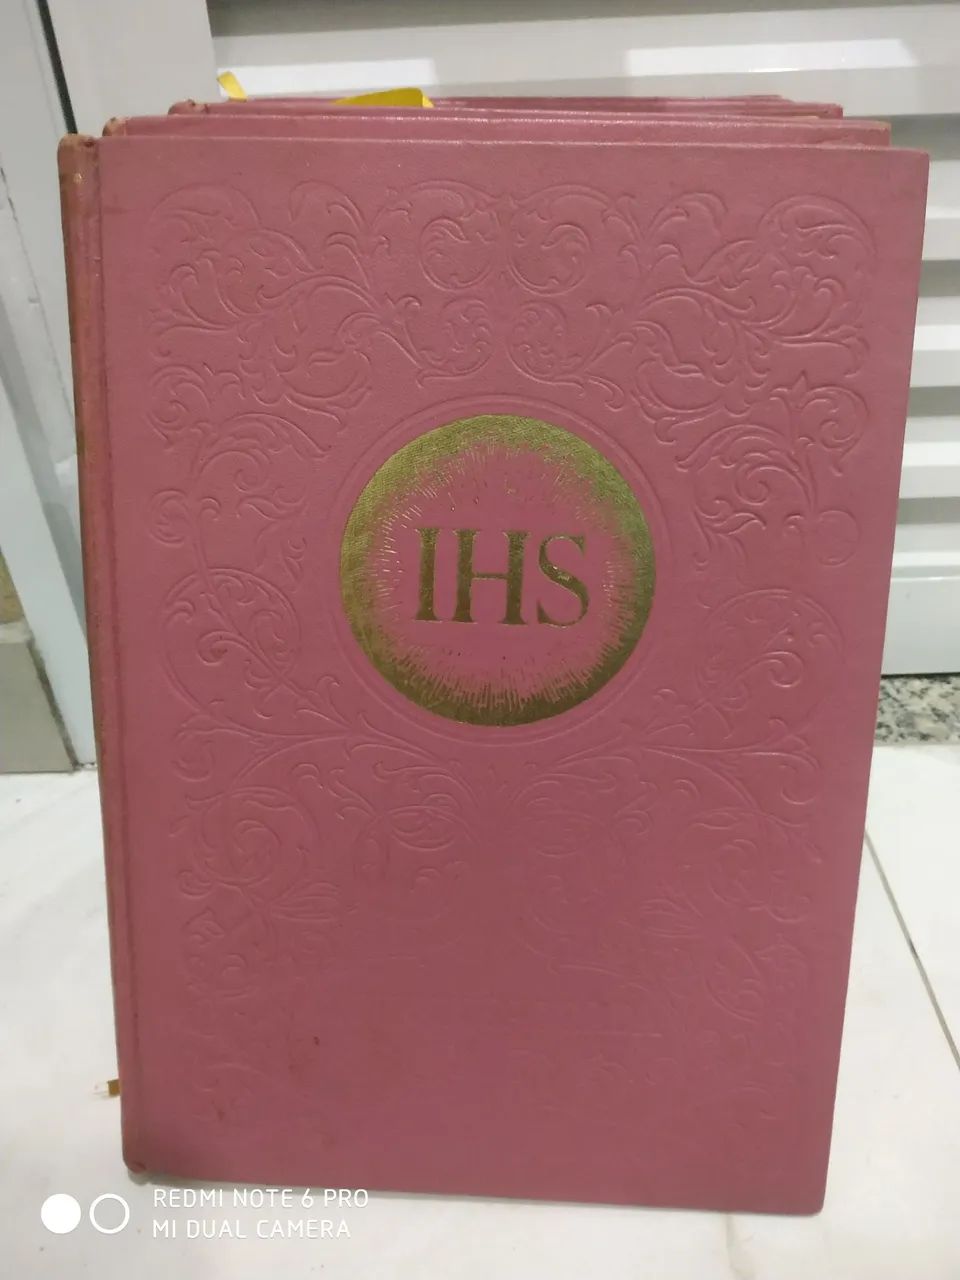 IHS
REDMI NOTE 6 PRO
MI DUAL CAMERA